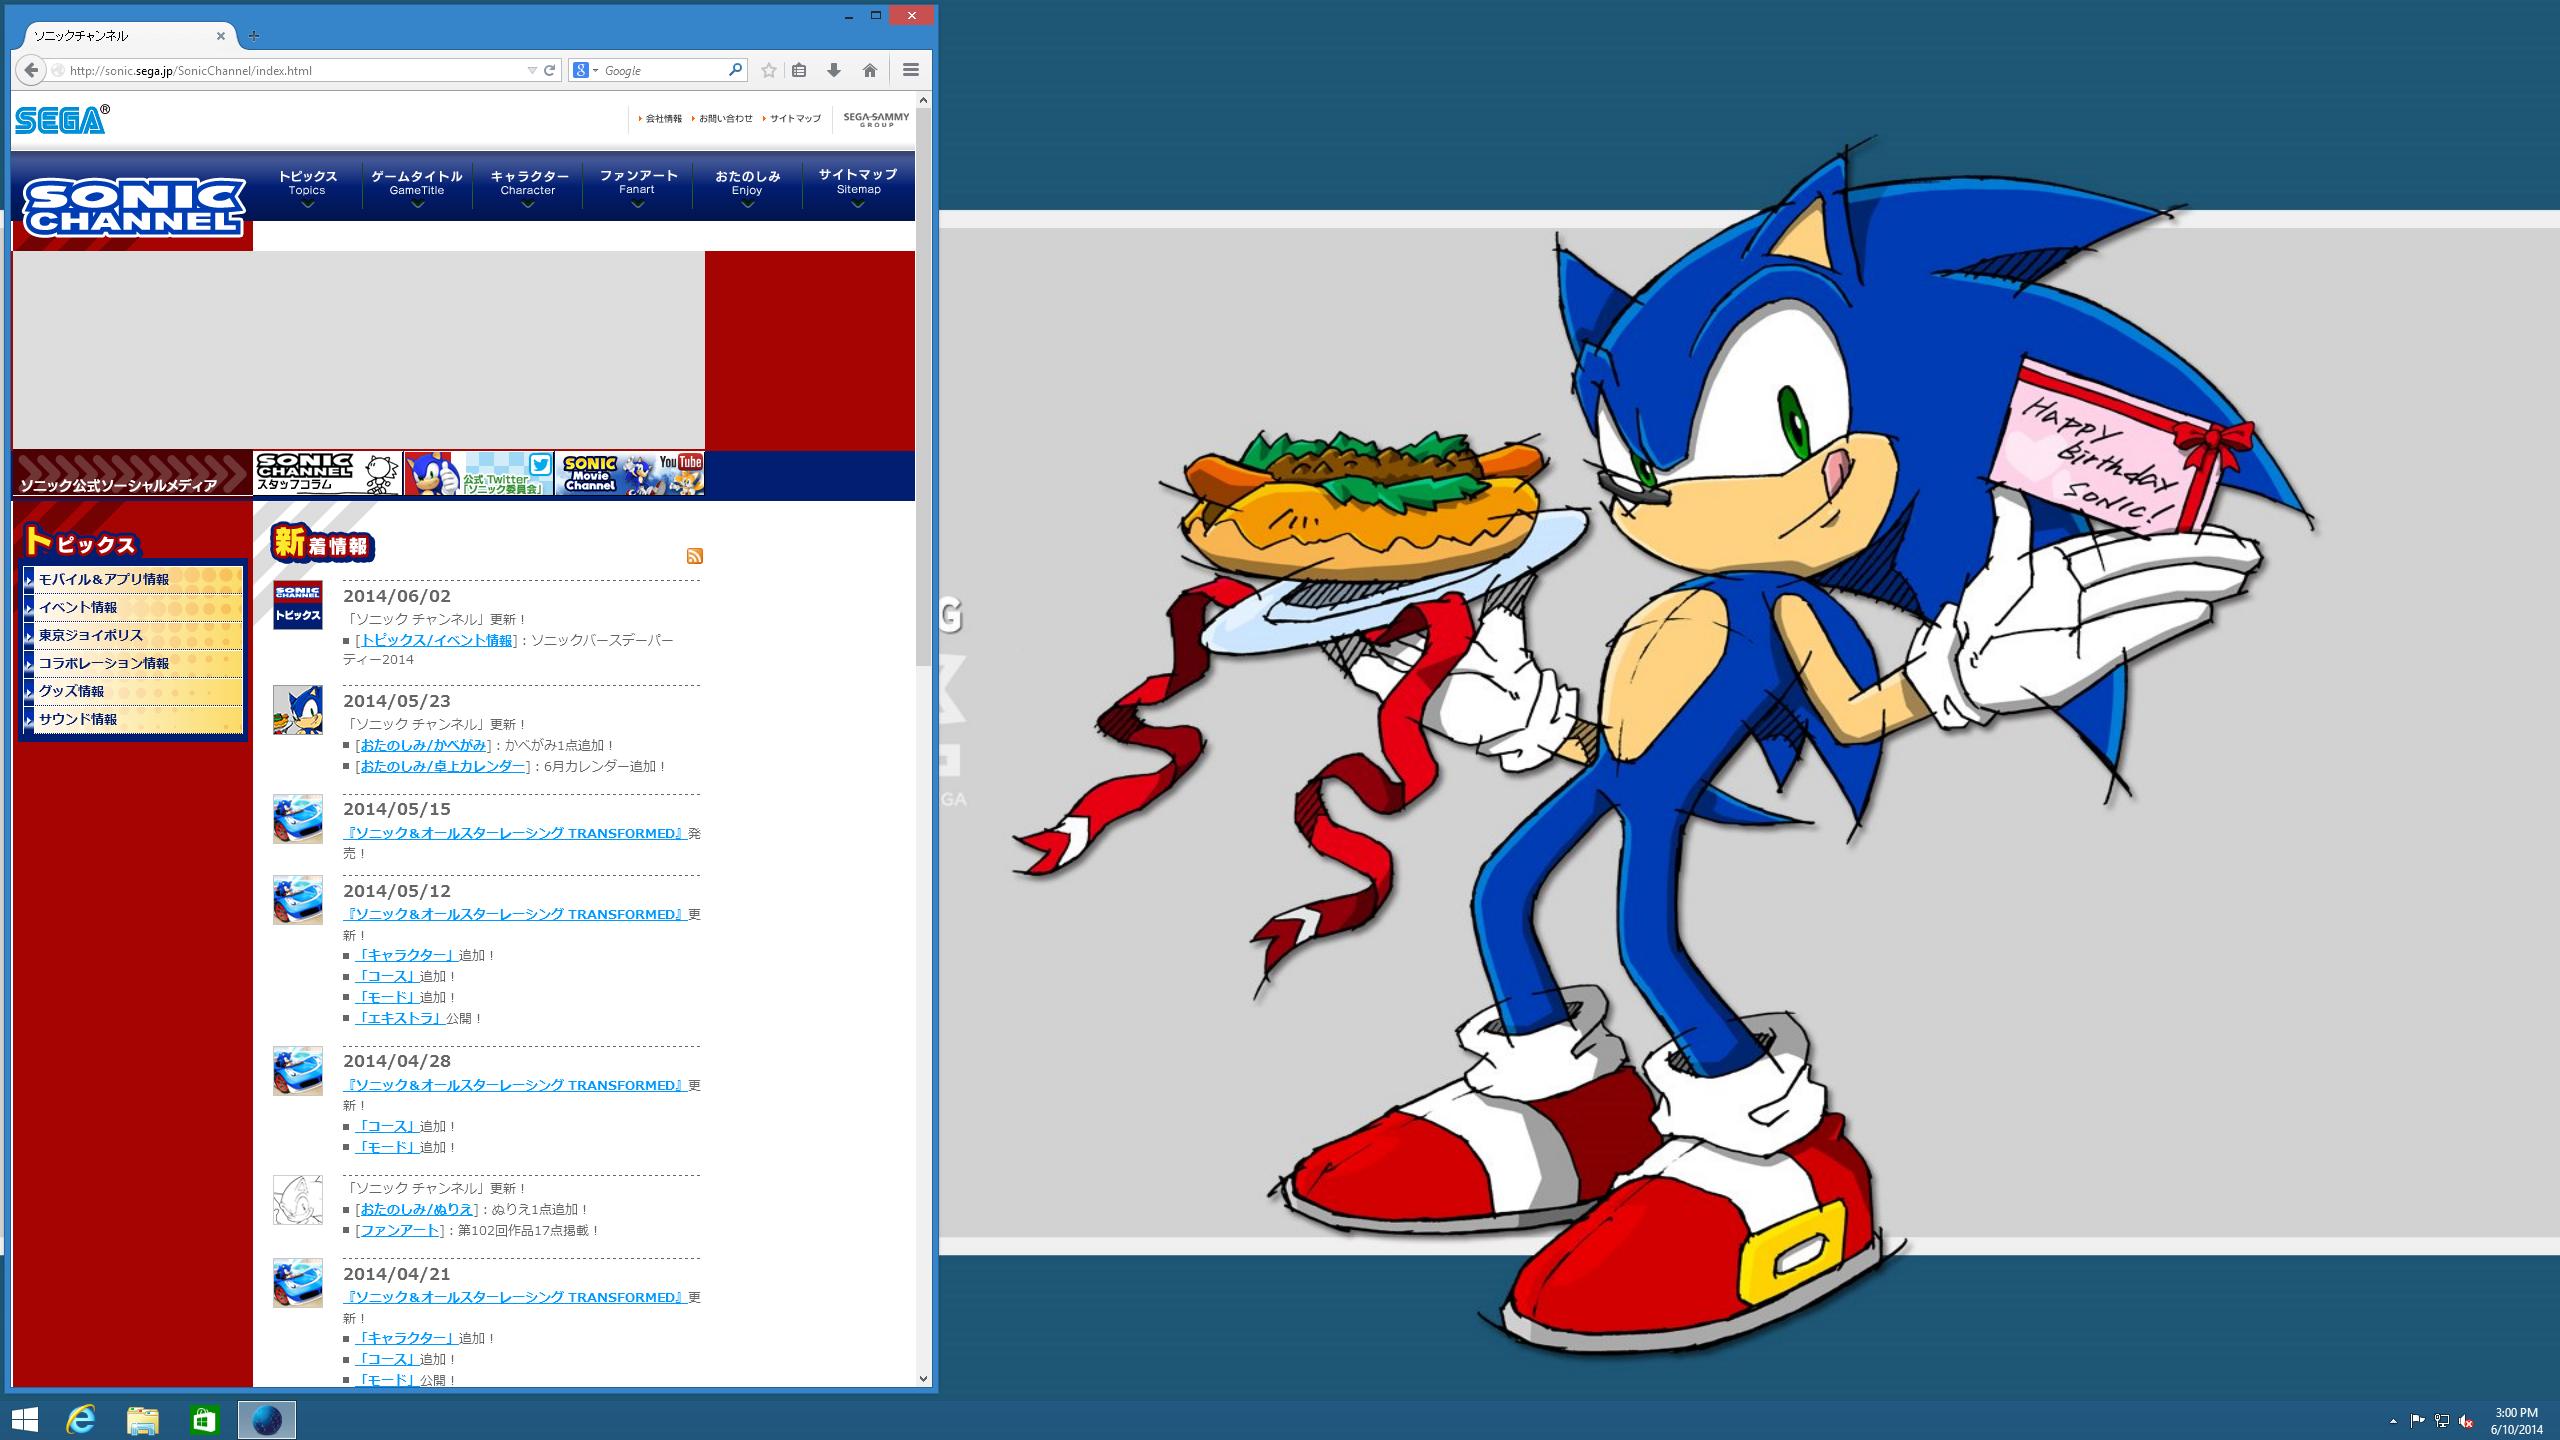 ソニックチャンネル
http://sonic.sega.jp/SonicChannel/index.html
Google
SEGA®
会社情報 お問い合わせ サイトマップ
SEGA SAMMY
GROUP
SONIC
CHANNEL
トピックス
Topics
ゲームタイトル
GameTitle
キャラクター
Character
ファンアート
Fanart
おたのしみ
Enjoy
サイトマップ
Sitemap
ソニック公式ソーシャルメディア
SONIC
CHANNEL
スタッフコラム
公式 Twitter
「ソニック委員会」
SONIC
Movie
Channel
You Tube
トピックス
モバイル&アプリ情報
イベント情報
東京ジョイポリス
コラボレーション情報
グッズ情報
サウンド情報
新着情報
SONIC
CHANNEL
トピックス
2014/06/02
「ソニック チャンネル」更新！
[トピックス/イベント情報]：ソニックバースデーパー
ティー2014
2014/05/23
「ソニック チャンネル」更新！
[おたのしみ/かべがみ]：かべがみ1点追加！
[おたのしみ/卓上カレンダー]：6月カレンダー追加！
2014/05/15
『ソニック&オールスターレーシング TRANSFORMED』発
売！
2014/05/12
『ソニック&オールスターレーシング TRANSFORMED』更
新！
「キャラクター」追加！
「コース」追加！
「モード」追加！
「エキストラ」公開！
2014/04/28
『ソニック&オールスターレーシング TRANSFORMED』更
新！
「コース」追加！
「モード」追加！
「ソニック チャンネル」更新！
[おたのしみ/ぬりえ]：ぬりえ1点追加！
[ファンアート]：第102回作品17点掲載！
2014/04/21
『ソニック&オールスターレーシング TRANSFORMED』更
新！
「キャラクター」追加！
「コース」追加！
「モード」公開！
Happy
Birthday
SONIC!
G
GA
3:00 PM
6/10/2014